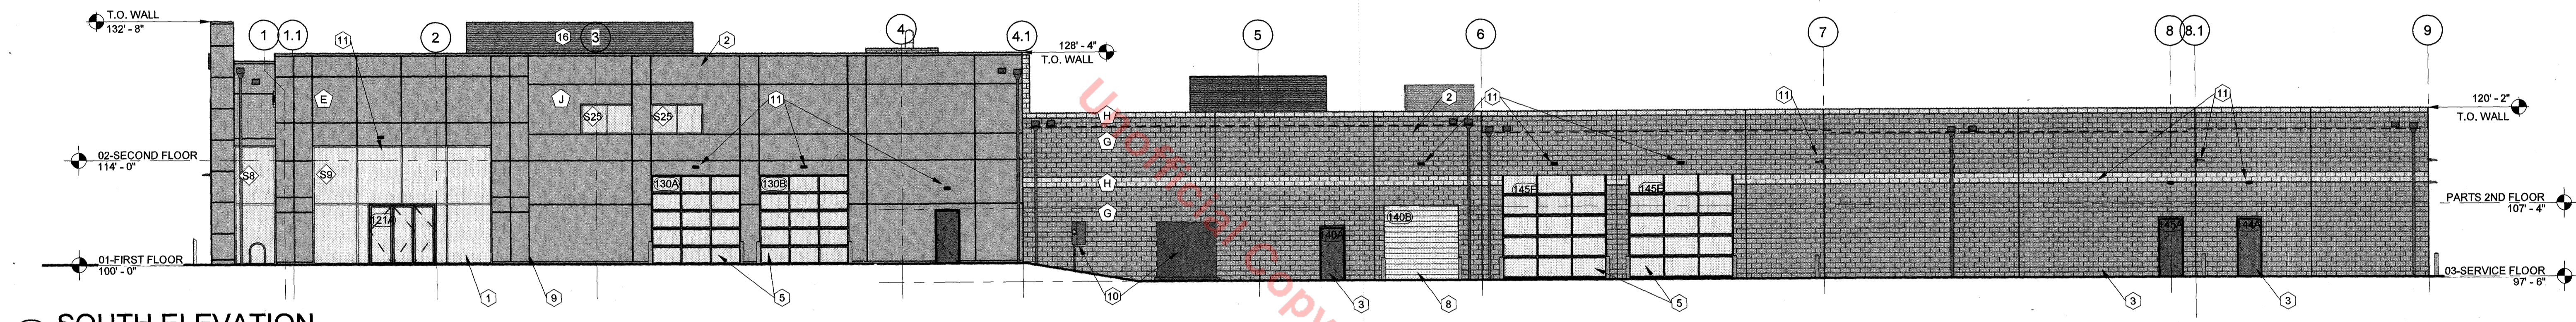 T.O. WALL
132' - 8"
1
1.1
11
2
16
3
2
4
4.1
128' - 4"
T.O. WALL
5
6
7
8
8.1
9
E
J
S25
S25
11
H
G
2
11
11
11
120' - 2"
T.O. WALL
02-SECOND FLOOR
114' - 0"
S8
S9
130A
130B
H
G
145F
145E
PARTS 2ND FLOOR
107' - 4"
121A
140A
140B
145A
144A
01-FIRST FLOOR
100' - 0"
03-SERVICE FLOOR
97' - 6"
1
9
5
10
3
8
5
3
3
SOUTH ELEVATION
Unofficial Copy